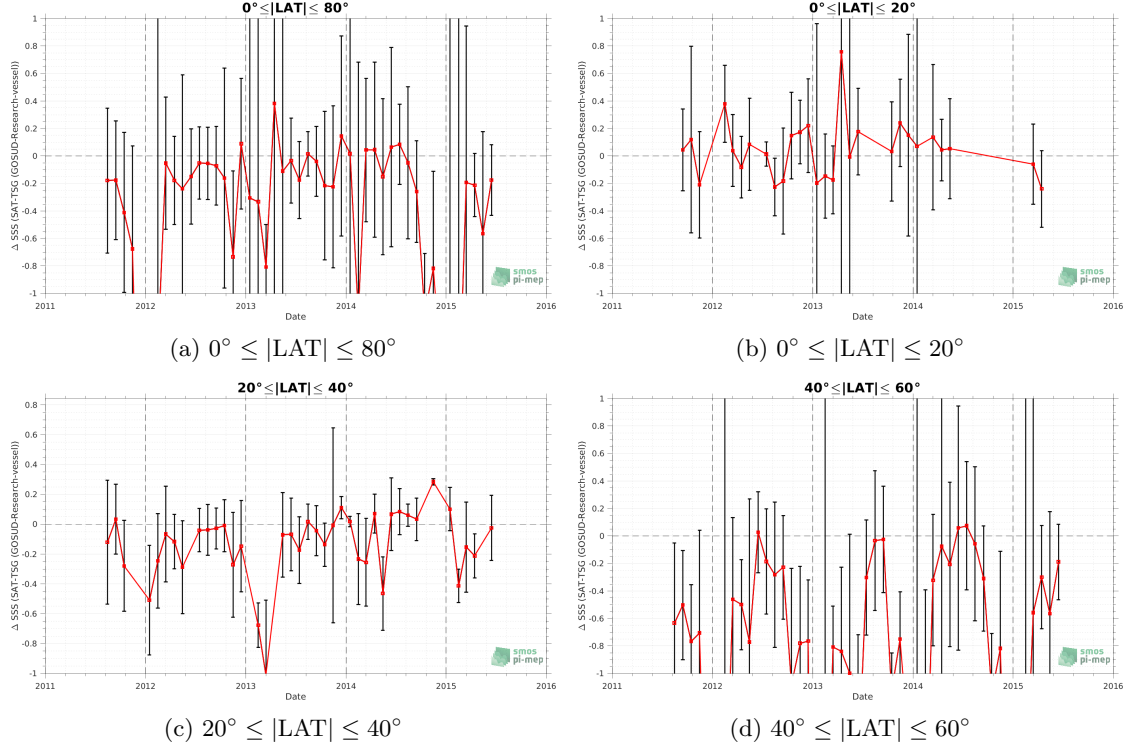 0°≤|LAT|≤ 80°
Δ SSS (SAT-TSG (GOSUD-Research-vessel))
1
0.8
0.6
0.4
0.2
0
-0.2
-0.4
-0.6
-0.8
-1
2011 2012 2013 2014 2015 2016
Date
smos
pi-mep
(a) 0° ≤ |LAT| ≤ 80°
0°≤|LAT|≤ 20°
Δ SSS (SAT-TSG (GOSUD-Research-vessel))
1
0.8
0.6
0.4
0.2
0
-0.2
-0.4
-0.6
-0.8
-1
2011 2012 2013 2014 2015 2016
Date
smos
pi-mep
(b) 0° ≤ |LAT| ≤ 20°
20°≤|LAT|≤ 40°
Δ SSS (SAT-TSG (GOSUD-Research-vessel))
0.8
0.6
0.4
0.2
0
-0.2
-0.4
-0.6
-0.8
-1
2011 2012 2013 2014 2015 2016
Date
smos
pi-mep
(c) 20° ≤ |LAT| ≤ 40°
40°≤|LAT|≤ 60°
Δ SSS (SAT-TSG (GOSUD-Research-vessel))
1
0.8
0.6
0.4
0.2
0
-0.2
-0.4
-0.6
-0.8
-1
2011 2012 2013 2014 2015 2016
Date
smos
pi-mep
(d) 40° ≤ |LAT| ≤ 60°